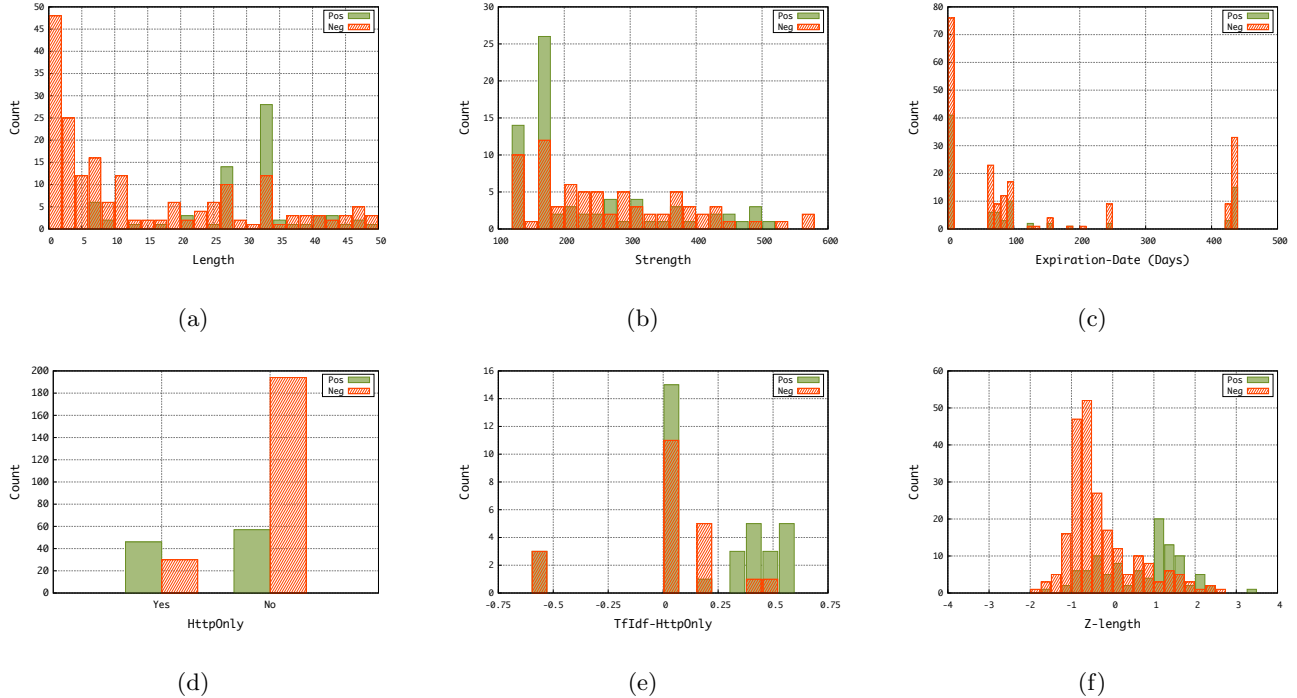 50
45
40
35
30
25
20
15
10
5
0
Count
0 5 10 15 20 25 30 35 40 45 50
Length
Pos
Neg
(a)
30
25
20
15
10
5
0
Count
100 200 300 400 500 600
Strength
Pos
Neg
(b)
80
70
60
50
40
30
20
10
0
Count
0 100 200 300 400 500
Expiration-Date (Days)
Pos
Neg
(c)
200
180
160
140
120
100
80
60
40
20
0
Count
Yes No
HttpOnly
Pos
Neg
(d)
16
14
12
10
8
6
4
2
0
Count
-0.75 -0.5 -0.25 0 0.25 0.5 0.75
TfIdf-HttpOnly
Pos
Neg
(e)
60
50
40
30
20
10
0
Count
-4 -3 -2 -1 0 1 2 3 4
Z-length
Pos
Neg
(f)